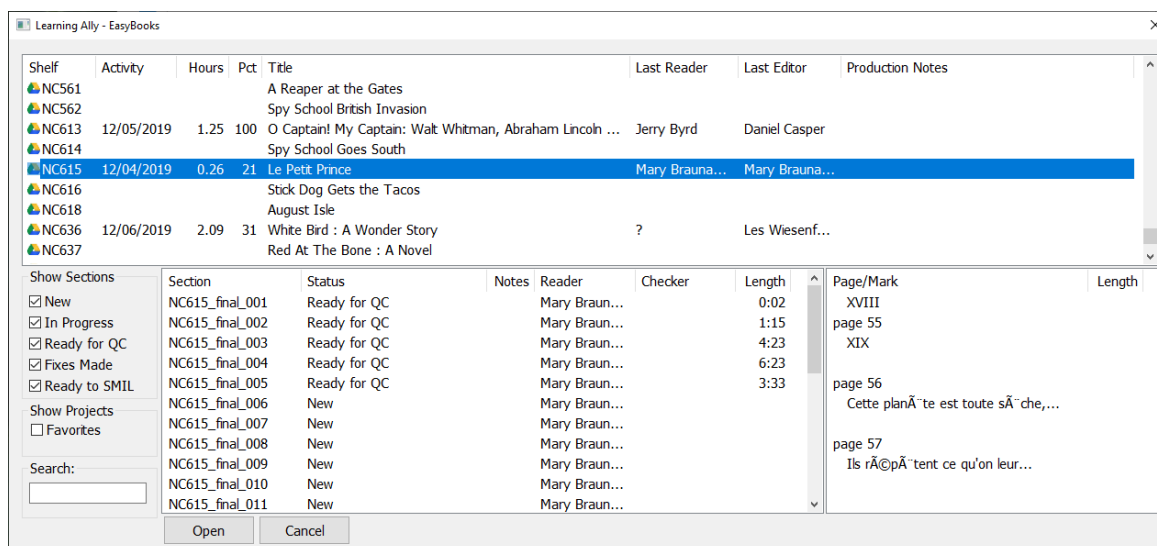 Learning Ally - EasyBooks
Shelf Activity Hours Pct Title Last Reader Last Editor Production Notes
NC561 A Reaper at the Gates
NC562 Spy School British Invasion
NC613 12/05/2019 1.25 100 O Captain! My Captain: Walt Whitman, Abraham Lincoln ... Jerry Byrd Daniel Casper
NC614 Spy School Goes South
NC615 12/04/2019 0.26 21 Le Petit Prince Mary Brauna... Mary Brauna...
NC616 Stick Dog Gets the Tacos
NC618 August Isle
NC636 12/06/2019 2.09 31 White Bird : A Wonder Story ? Les Wiesenf...
NC637 Red At The Bone : A Novel
Show Sections
New
In Progress
Ready for QC
Fixes Made
Ready to SMIL
Show Projects
Favorites
Search:
Section Status Notes Reader Checker Length
NC615_final_001 Ready for QC Mary Braun... 0:02
NC615_final_002 Ready for QC Mary Braun... 1:15
NC615_final_003 Ready for QC Mary Braun... 4:23
NC615_final_004 Ready for QC Mary Braun... 6:23
NC615_final_005 Ready for QC Mary Braun... 3:33
NC615_final_006 New Mary Braun...
NC615_final_007 New Mary Braun...
NC615_final_008 New Mary Braun...
NC615_final_009 New Mary Braun...
NC615_final_010 New Mary Braun...
NC615_final_011 New Mary Braun...
Page/Mark Length
XVIII
page 55
XIX
page 56
Cette planÃ¨te est toute sÃ¨che,...
page 57
Ils rÃ©pÃ¨tent ce qu'on leur...
Open Cancel